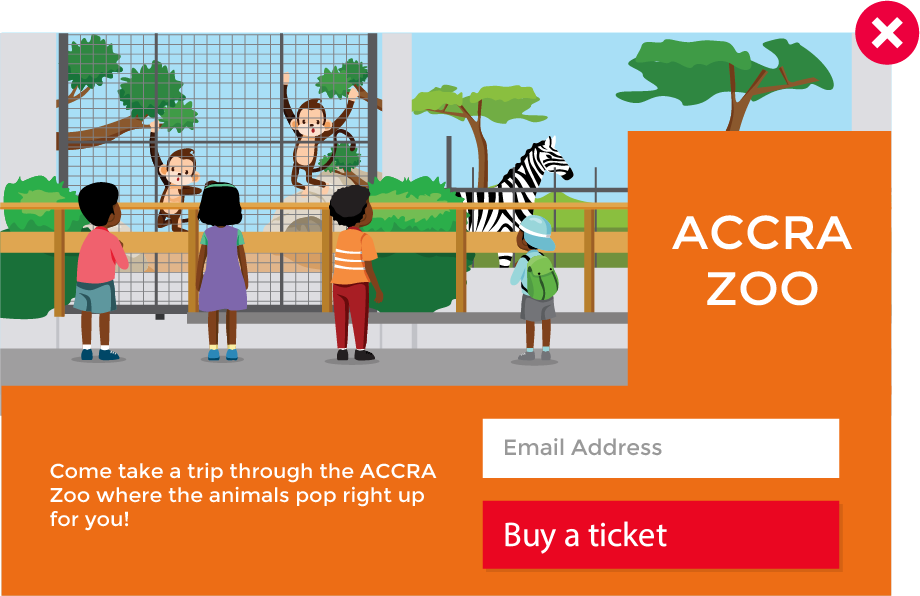 ACCRA
ZOO
Email Address
Come take a trip through the ACCRA
Zoo where the animals pop right up
for you!
Buy a ticket